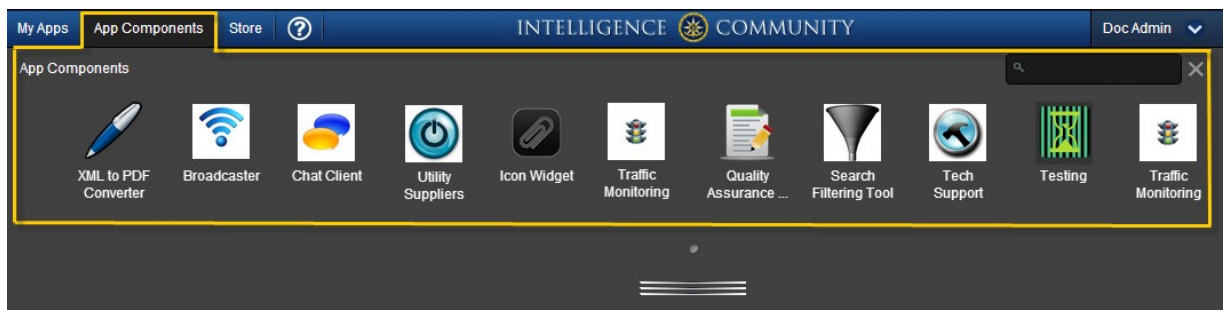 My Apps App Components Store ? INTELLIGENCE COMMUNITY Doc Admin
App Components
XML to PDF Converter
Broadcaster
Chat Client
Utility Suppliers
Icon Widget
Traffic Monitoring
Quality Assurance ...
Search Filtering Tool
Tech Support
Testing
Traffic Monitoring